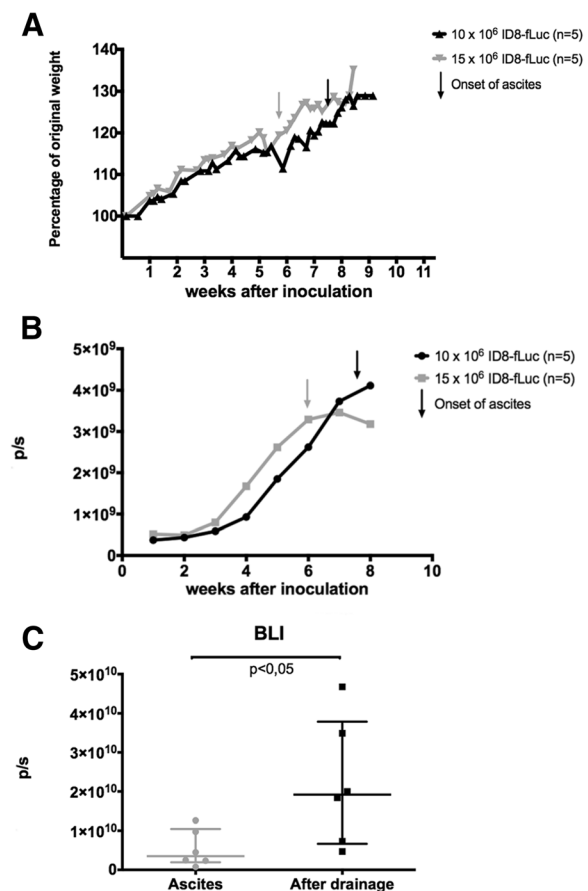 A
10 x 10⁶ ID8-fLuc (n=5)
15 x 10⁶ ID8-fLuc (n=5)
Onset of ascites
Percentage of original weight
140
130
120
110
100
1 2 3 4 5 6 7 8 9 10 11
weeks after inoculation
B
10 x 10⁶ ID8-fLuc (n=5)
15 x 10⁶ ID8-fLuc (n=5)
Onset of ascites
p/s
5×10⁹
4×10⁹
3×10⁹
2×10⁹
1×10⁹
0
0 2 4 6 8 10
weeks after inoculation
C
BLI
p<0,05
p/s
5×10¹⁰
4×10¹⁰
3×10¹⁰
2×10¹⁰
1×10¹⁰
0
Ascites After drainage